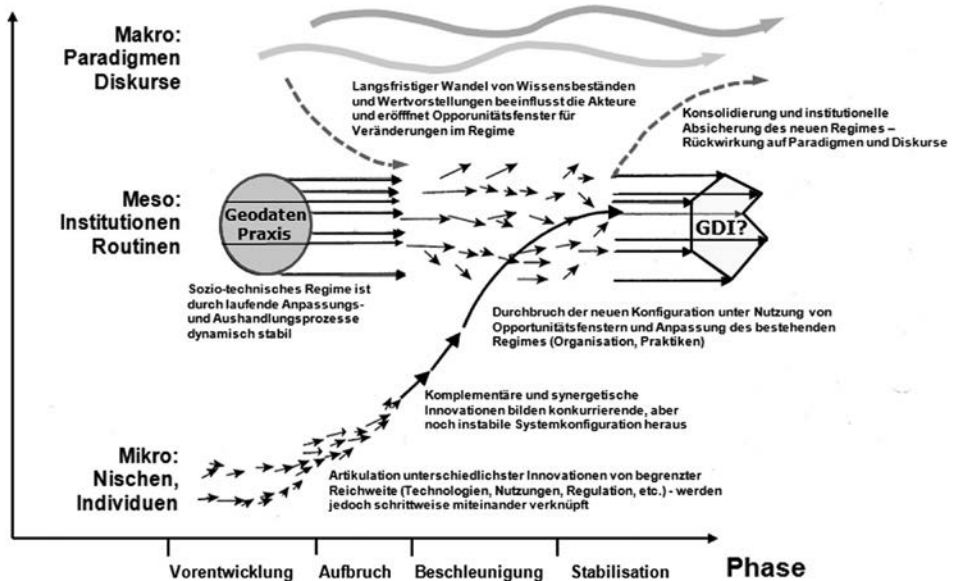 Makro:
Paradigmen
Diskurse
Langsfristiger Wandel von Wissensbeständen
und Wertvorstellungen beeinflusst die Akteure
und eröffnet Opporunitätsfenster für
Veränderungen im Regime
Konsolidierung und institutionelle
Absicherung des neuen Regimes –
Rückwirkung auf Paradigmen und Diskurse
Meso:
Institutionen
Routinen
Geodaten
Praxis
GDI?
Sozio-technisches Regime ist
durch laufende Anpassungs-
und Aushandlungsprozesse
dynamisch stabil
Durchbruch der neuen Konfiguration unter Nutzung von
Opportunitätsfenstern und Anpassung des bestehenden
Regimes (Organisation, Praktiken)
Komplementäre und synergetische
Innovationen bilden konkurrierende, aber
noch instabile Systemkonfiguration heraus
Mikro:
Nischen,
Individuen
Artikulation unterschiedlichster Innovationen von begrenzter
Reichweite (Technologien, Nutzungen, Regulation, etc.) - werden
jedoch schrittweise miteinander verknüpft
Vorentwicklung
Aufbruch
Beschleunigung
Stabilisation
Phase